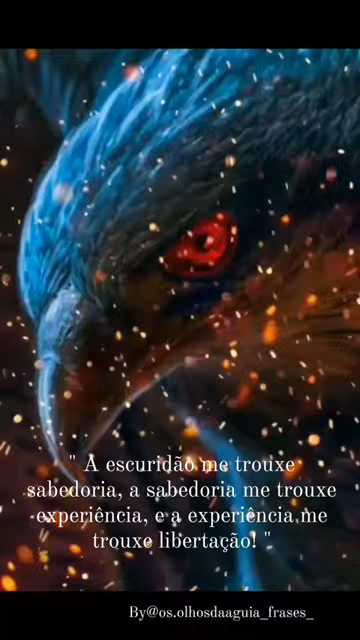 " A escuridão me trouxe
sabedoria, a sabedoria me trouxe
experiência, e a experiência me
trouxe libertação! "
By@os.olhosdaaguia_frases_